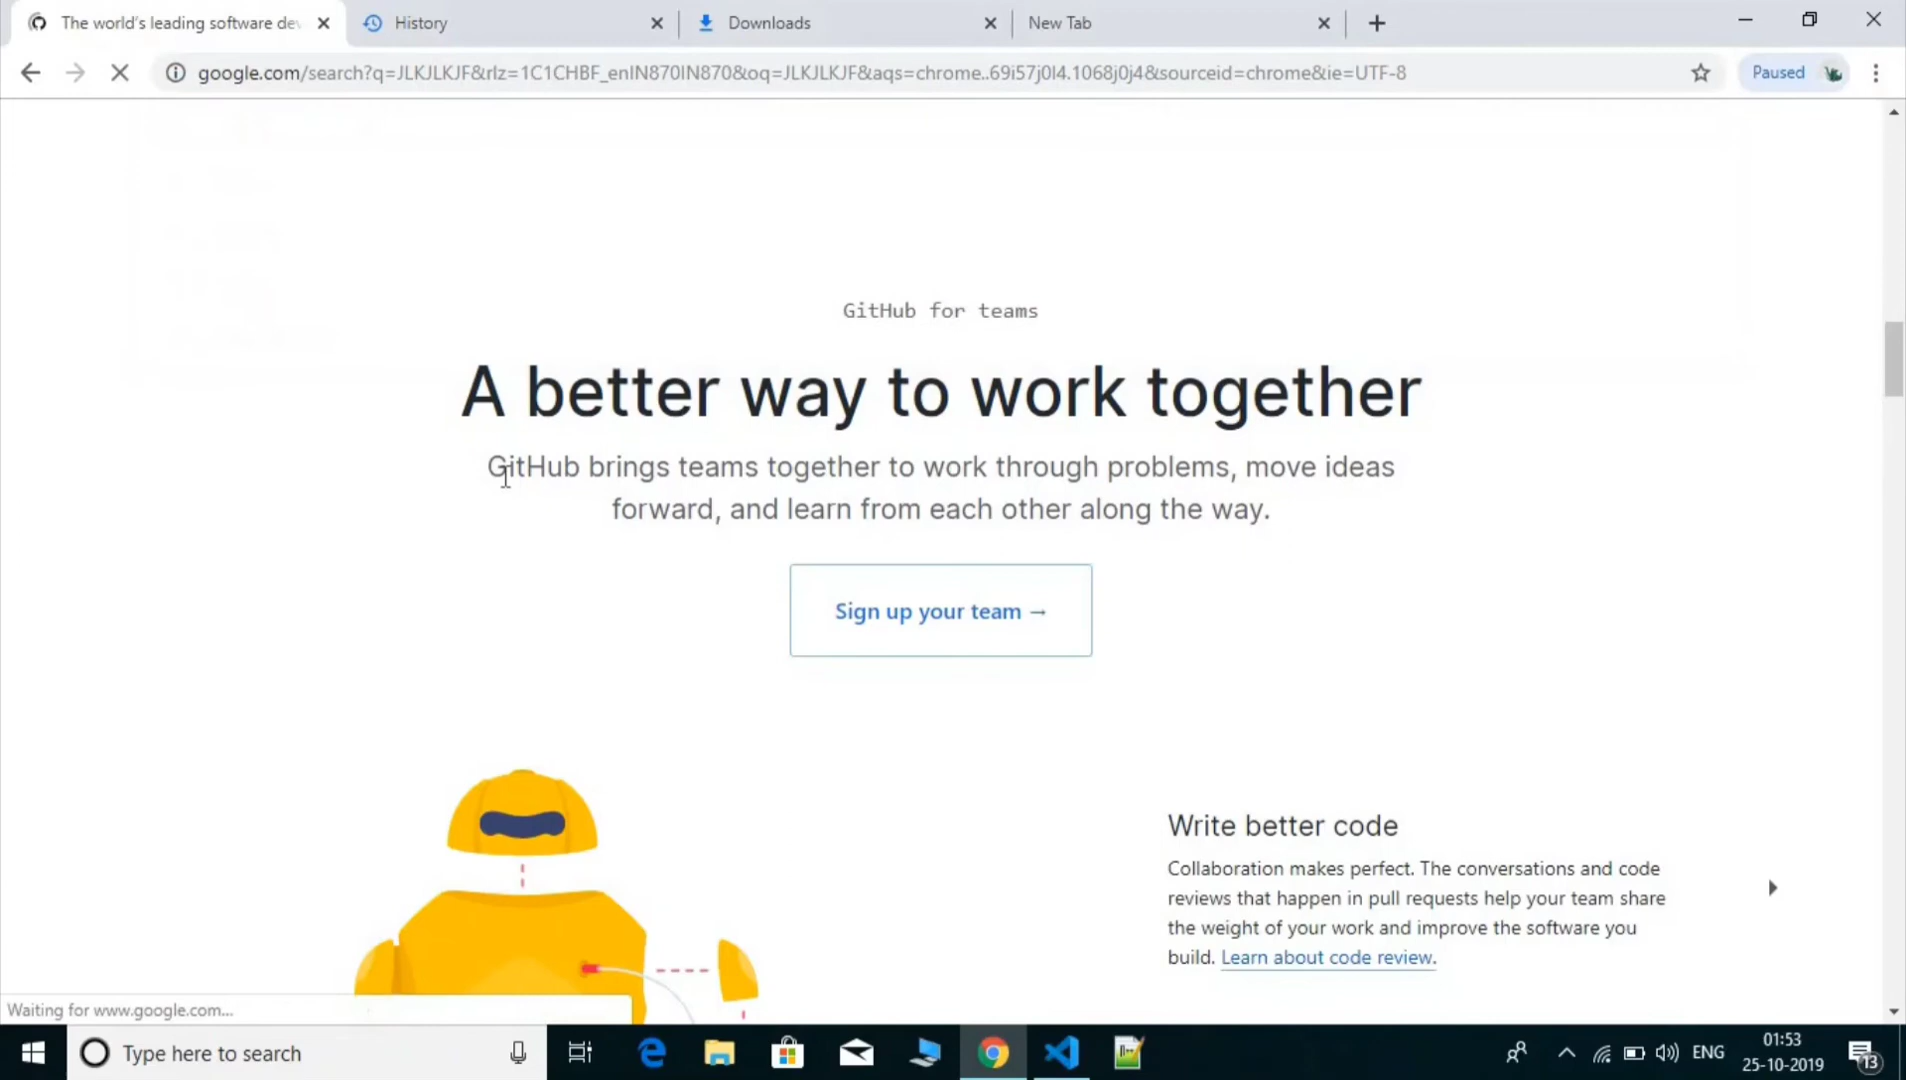 The world's leading software dev
History
Downloads
New Tab
google.com/search?q=JLKJLKJF&rlz=1C1CHBF_enIN870IN870&oq=JLKJLKJF&aqs=chrome..69i57j0l4.1068j0j4&sourceid=chrome&ie=UTF-8
Paused
GitHub for teams
A better way to work together
GitHub brings teams together to work through problems, move ideas
forward, and learn from each other along the way.
Sign up your team →
Write better code
Collaboration makes perfect. The conversations and code
reviews that happen in pull requests help your team share
the weight of your work and improve the software you
build. Learn about code review.
Waiting for www.google.com...
Type here to search
ENG
01:53
25-10-2019
13